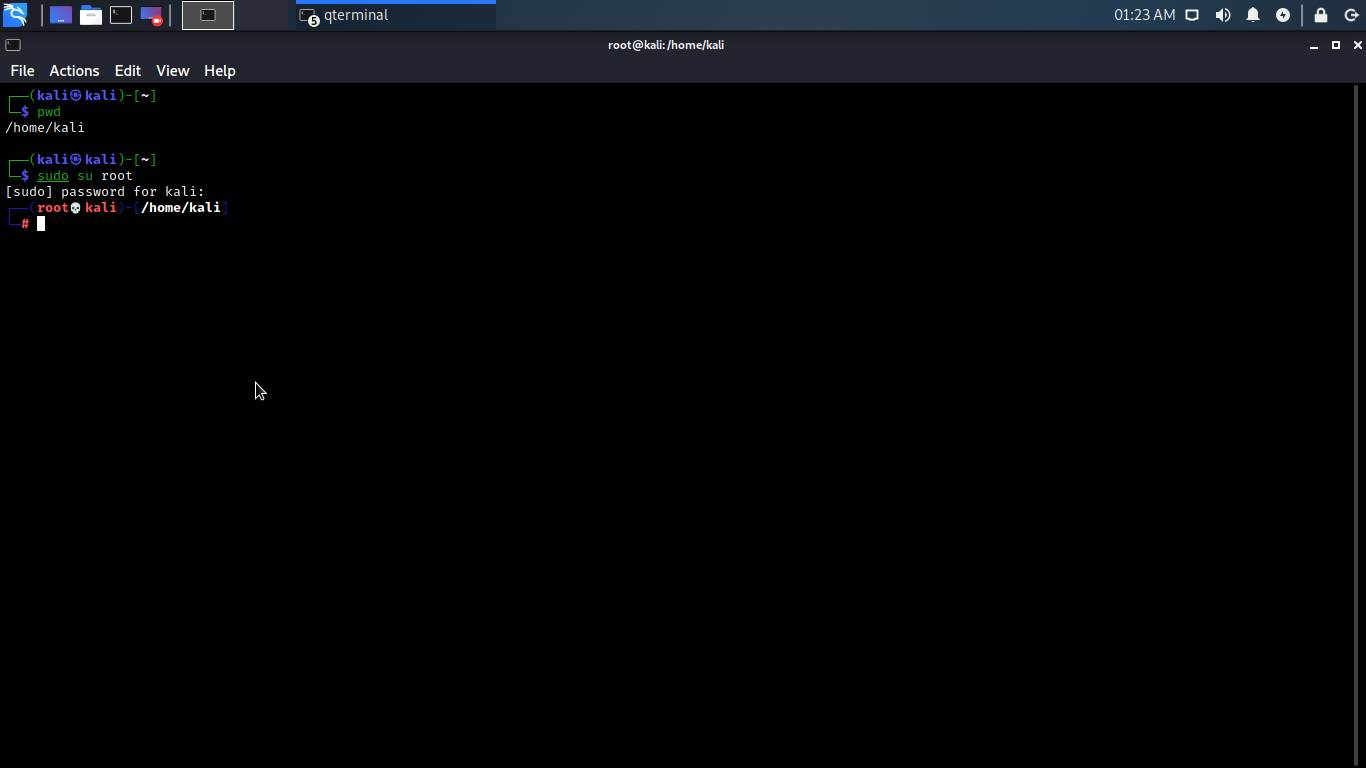 5 qterminal 01:23 AM
root@kali: /home/kali
File Actions Edit View Help
┌──(kali㉿kali)-[~]
└─$ pwd
/home/kali
┌──(kali㉿kali)-[~]
└─$ sudo su root
[sudo] password for kali:
┌──(root💀kali)-[/home/kali]
└─#